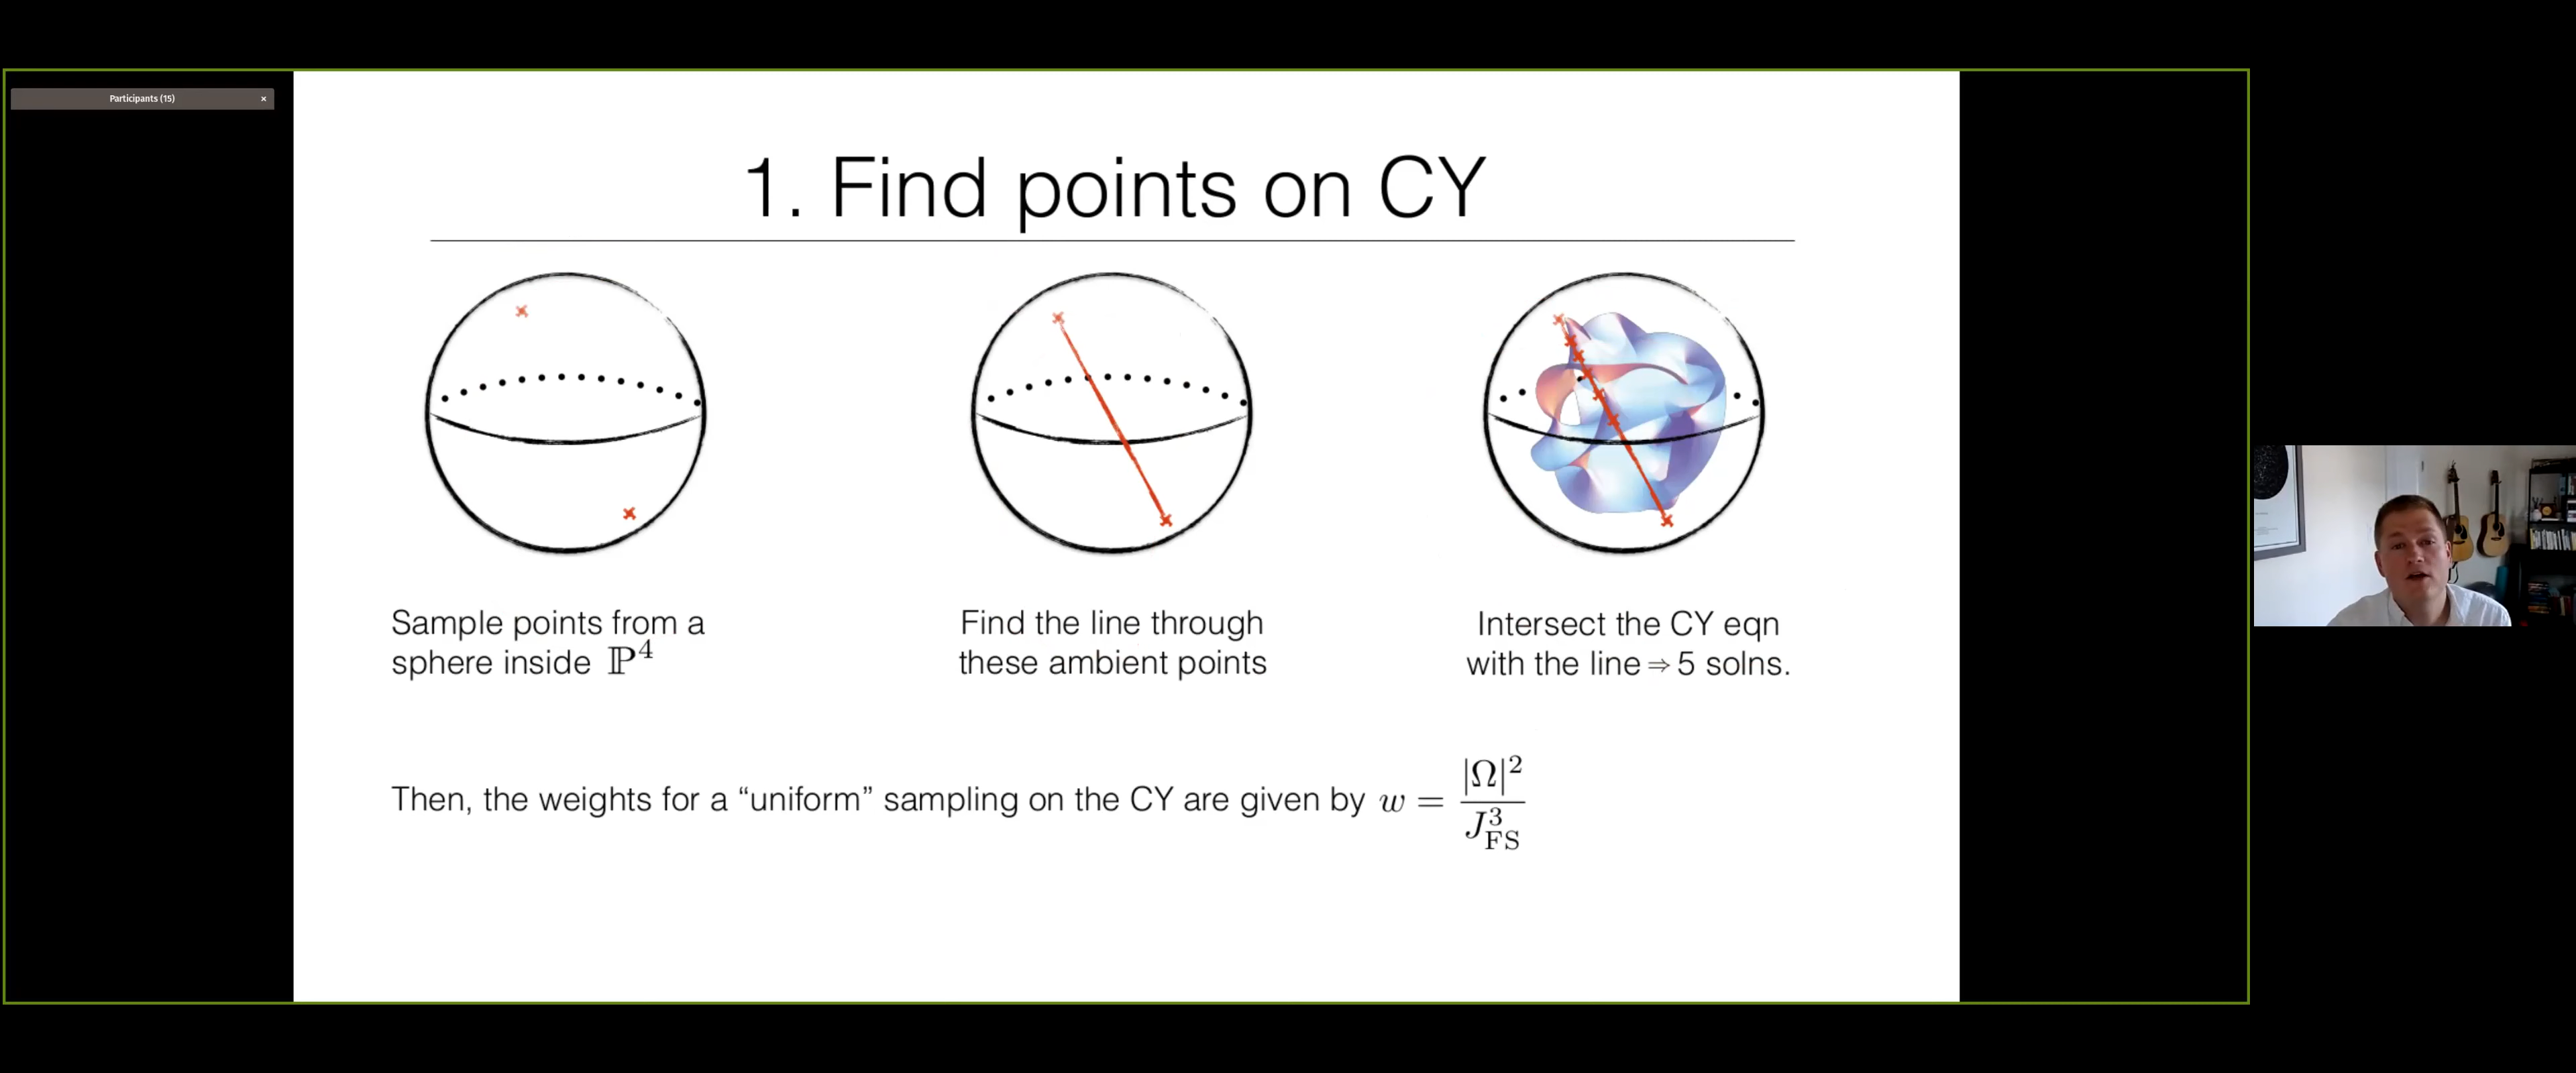 Participants (15) ×
1. Find points on CY
Sample points from a
sphere inside ℙ⁴
Find the line through
these ambient points
Intersect the CY eqn
with the line ⇒ 5 solns.
Then, the weights for a “uniform” sampling on the CY are given by w = |Ω|² / J³_FS